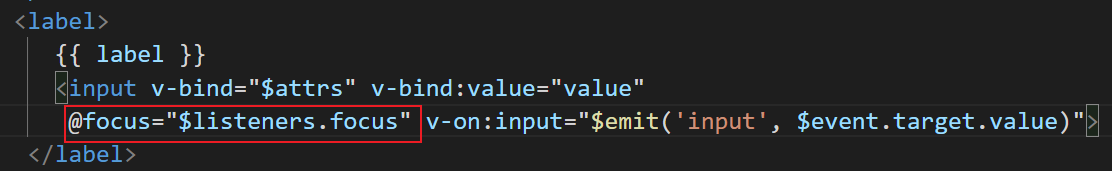 <label>
{{ label }}
<input v-bind="$attrs" v-bind:value="value"
@focus="$listeners.focus" v-on:input="$emit('input', $event.target.value)">
</label>